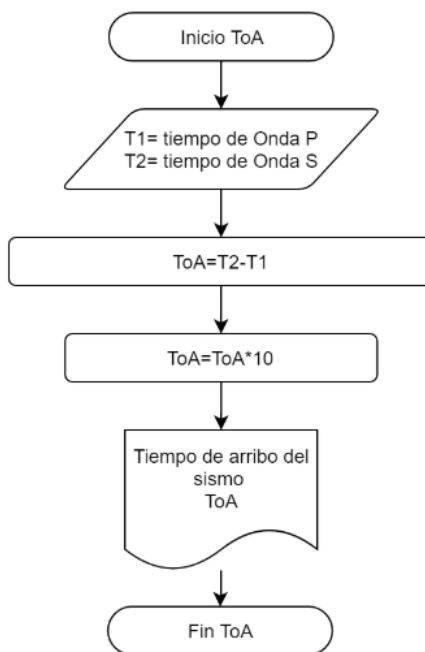 Inicio ToA
T1= tiempo de Onda P
T2= tiempo de Onda S
ToA=T2-T1
ToA=ToA*10
Tiempo de arribo del
sismo
ToA
Fin ToA